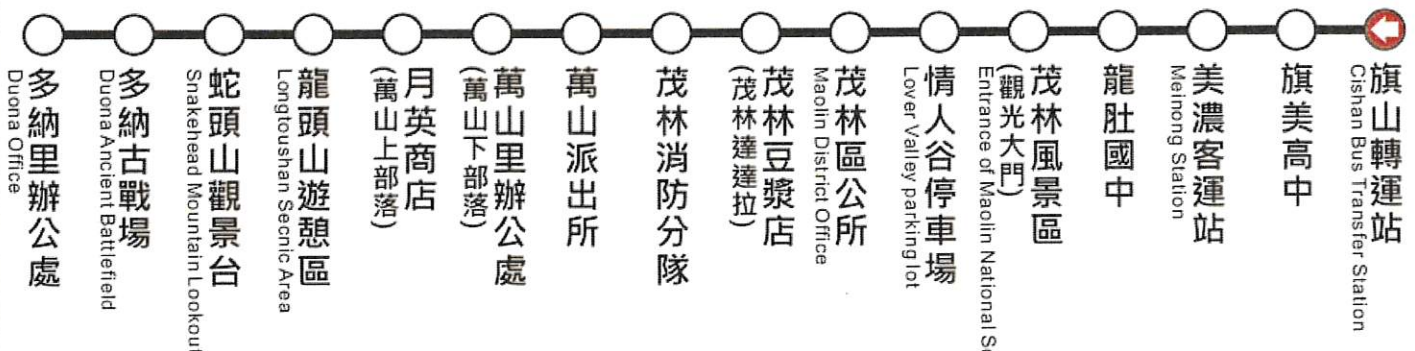 旗山轉運站
Cishan Bus Transfer Station
旗美高中
美濃客運站
Meinong Station
龍肚國中
茂林風景區
(觀光大門)
Entrance of Maolin National
情人谷停車場
Lover Valley parking lot
茂林區公所
Maolin District Office
茂林豆漿店
(茂林達達拉)
茂林消防分隊
萬山派出所
萬山里辦公處
(萬山下部落)
月英商店
(萬山上部落)
龍頭山遊憩區
Longtoushan Secnic Area
蛇頭山觀景台
Snakehead Mountain Lookout
多納古戰場
Duona Ancient Battlefield
多納里辦公處
Duona Office